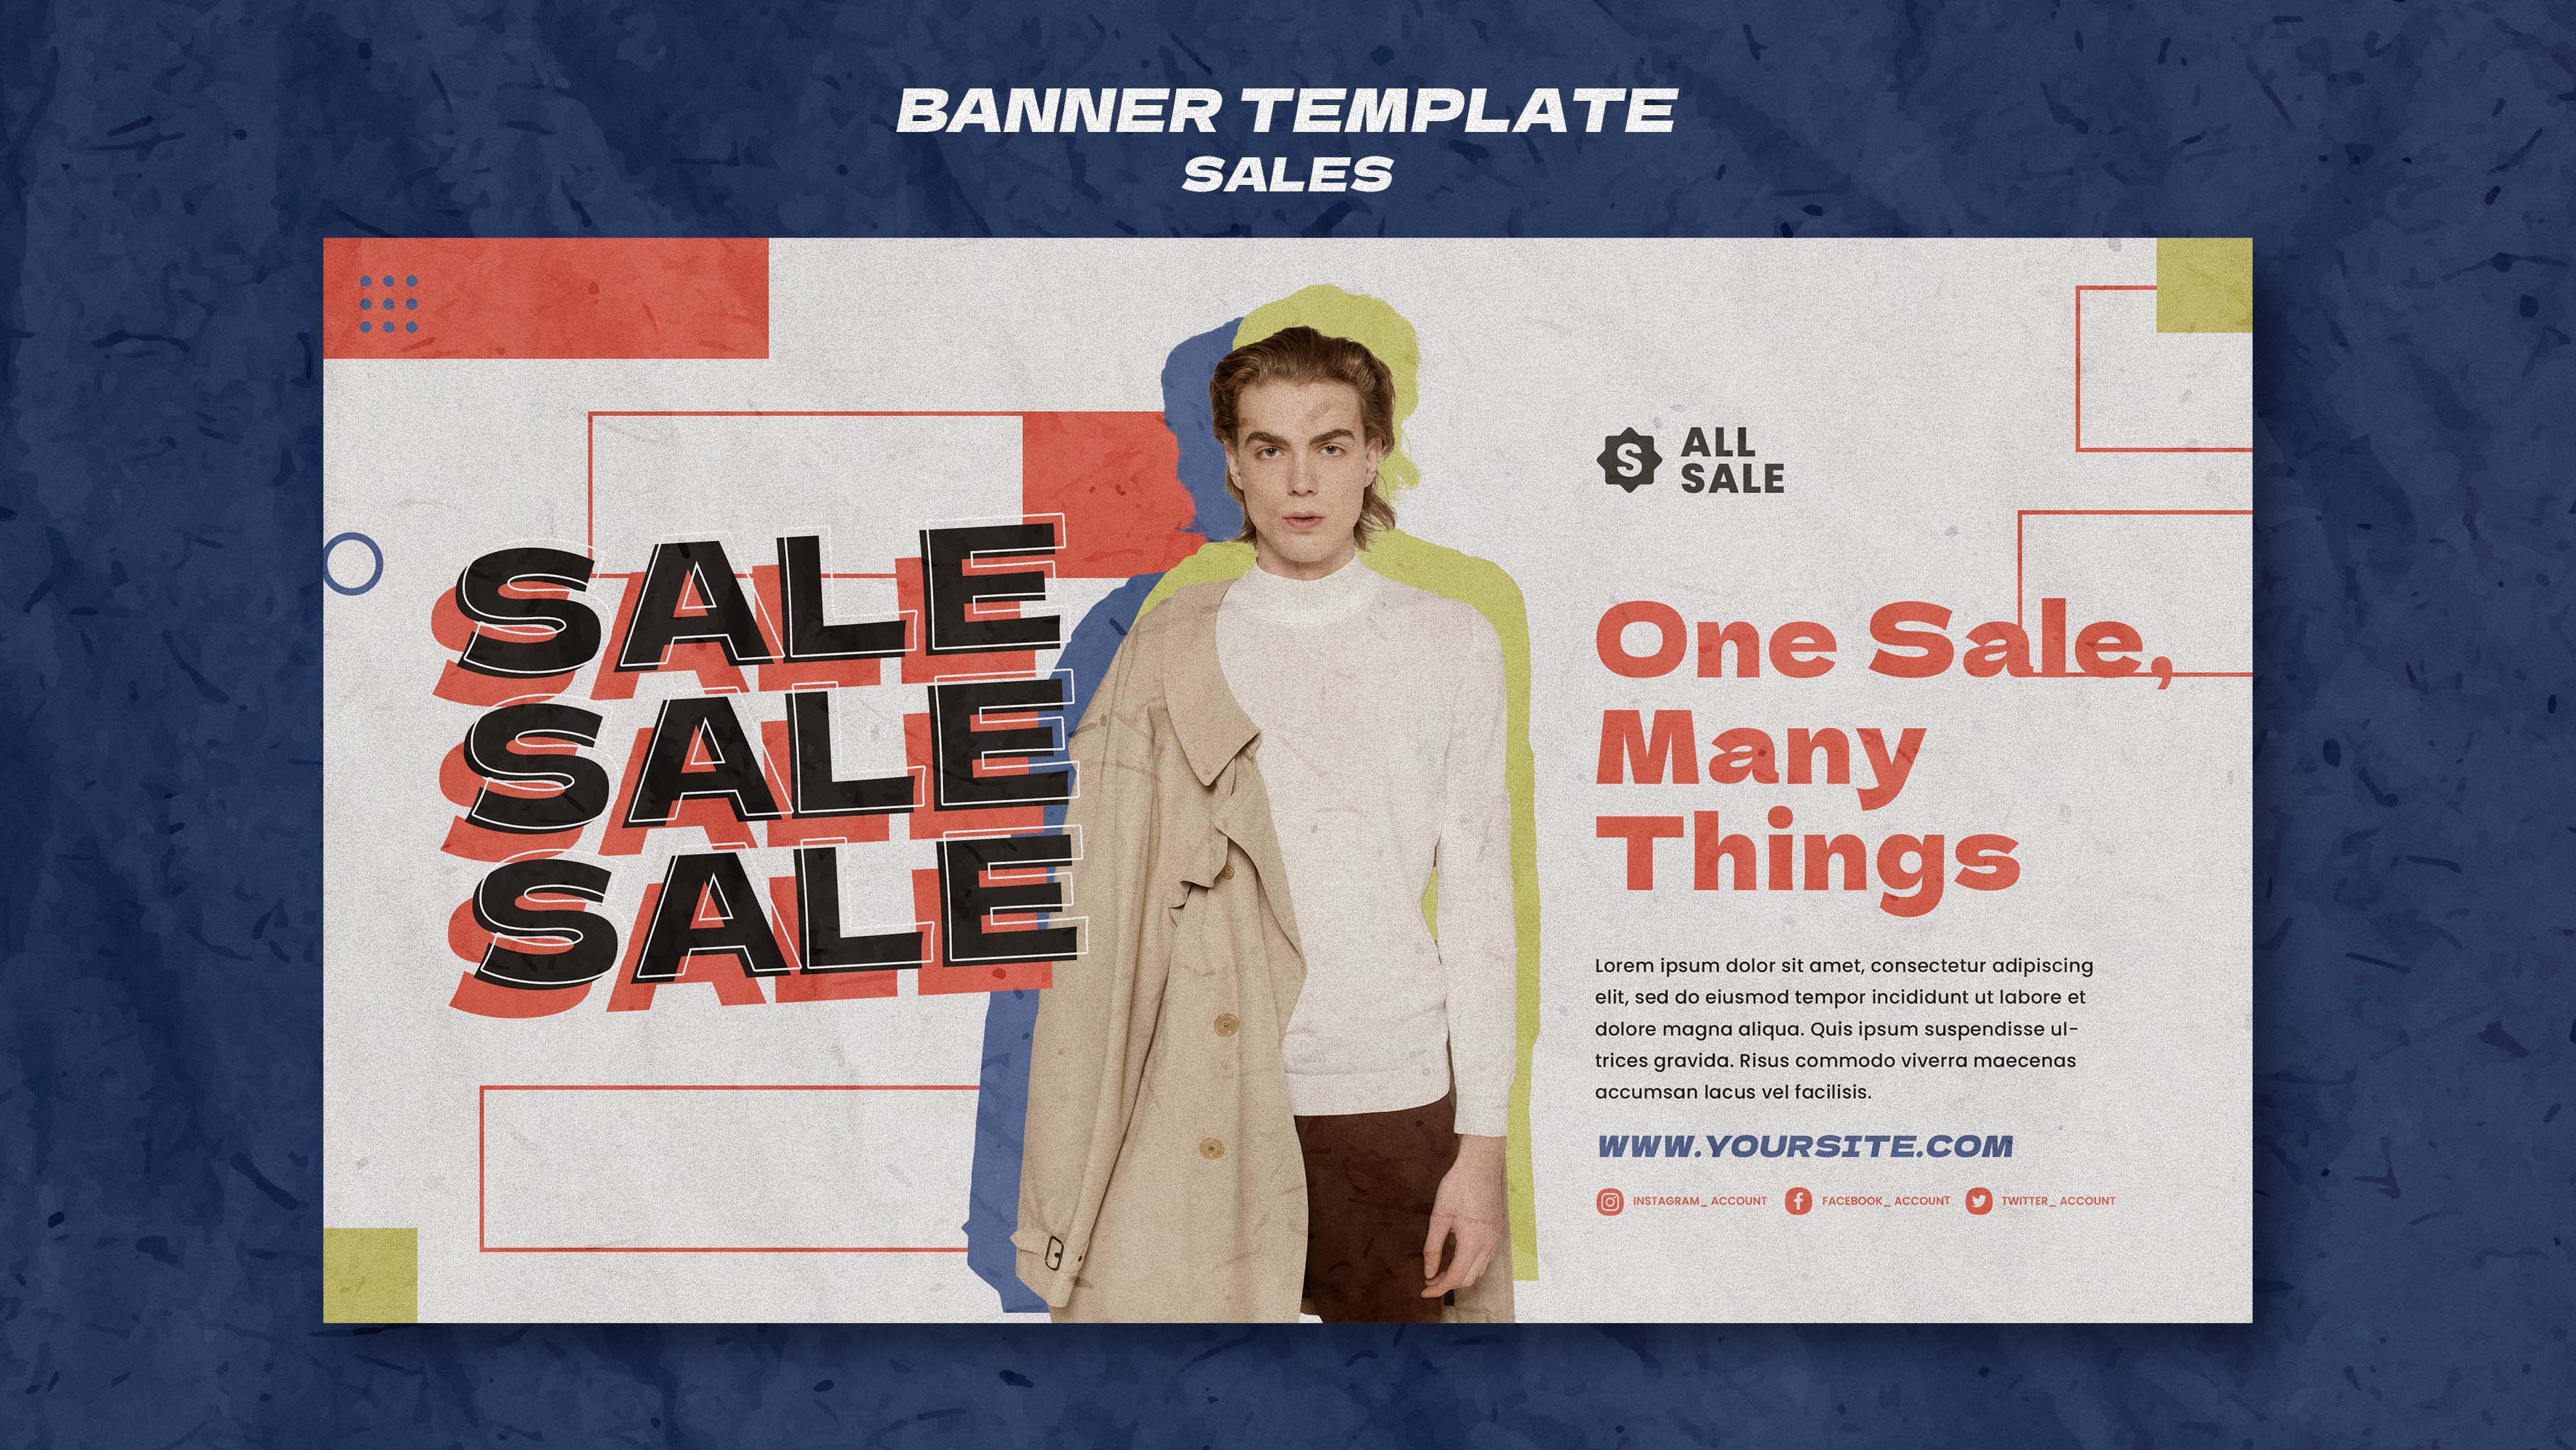 BANNER TEMPLATE
SALES
SALE
SALE
SALE
S
ALL
SALE
One Sale,
Many
Things
Lorem ipsum dolor sit amet, consectetur adipiscing
elit, sed do eiusmod tempor incididunt ut labore et
dolore magna aliqua. Quis ipsum suspendisse ul-
trices gravida. Risus commodo viverra maecenas
accumsan lacus vel facilisis.
WWW.YOURSITE.COM
INSTAGRAM_ ACCOUNT FACEBOOK_ ACCOUNT TWITTER_ ACCOUNT